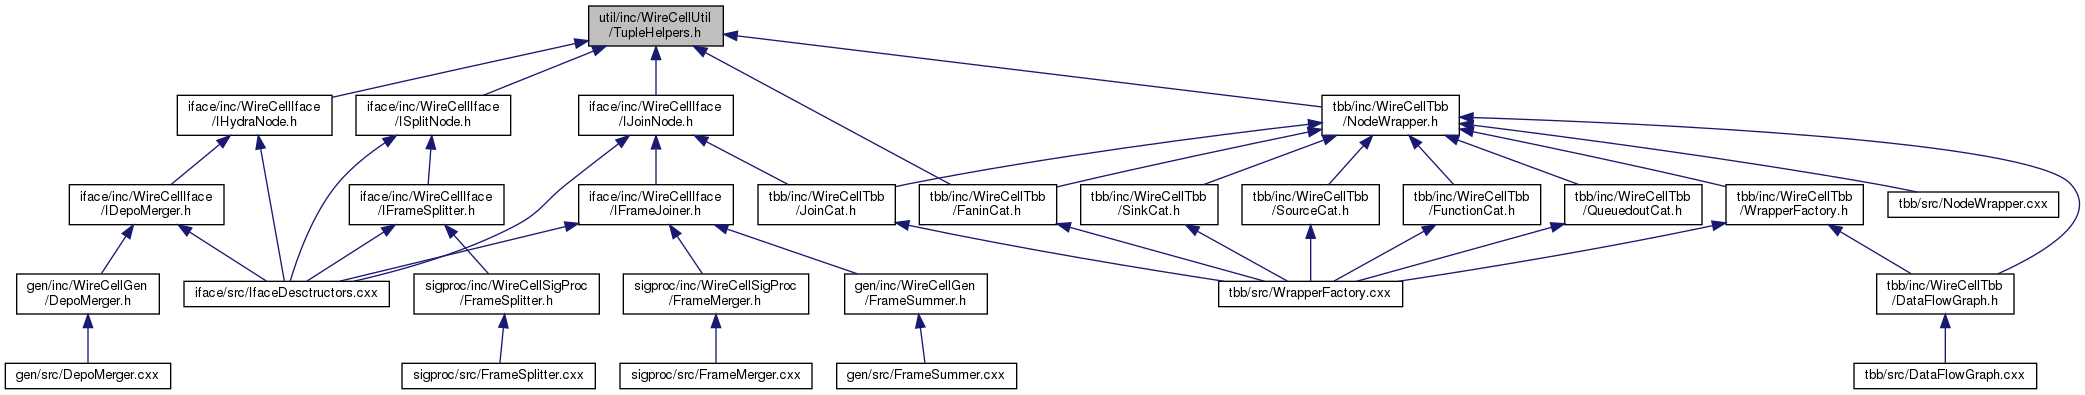 util/inc/WireCellUtil
/TupleHelpers.h
iface/inc/WireCellIface
/IHydraNode.h
iface/inc/WireCellIface
/ISplitNode.h
iface/inc/WireCellIface
/IJoinNode.h
tbb/inc/WireCellTbb
/NodeWrapper.h
iface/inc/WireCellIface
/IDepoMerger.h
iface/inc/WireCellIface
/IFrameSplitter.h
iface/inc/WireCellIface
/IFrameJoiner.h
tbb/inc/WireCellTbb
/JoinCat.h
tbb/inc/WireCellTbb
/FaninCat.h
tbb/inc/WireCellTbb
/SinkCat.h
tbb/inc/WireCellTbb
/SourceCat.h
tbb/inc/WireCellTbb
/FunctionCat.h
tbb/inc/WireCellTbb
/QueuedoutCat.h
tbb/inc/WireCellTbb
/WrapperFactory.h
tbb/src/NodeWrapper.cxx
gen/inc/WireCellGen
/DepoMerger.h
iface/src/IfaceDesctructors.cxx
sigproc/inc/WireCellSigProc
/FrameSplitter.h
sigproc/inc/WireCellSigProc
/FrameMerger.h
gen/inc/WireCellGen
/FrameSummer.h
tbb/src/WrapperFactory.cxx
tbb/inc/WireCellTbb
/DataFlowGraph.h
gen/src/DepoMerger.cxx
sigproc/src/FrameSplitter.cxx
sigproc/src/FrameMerger.cxx
gen/src/FrameSummer.cxx
tbb/src/DataFlowGraph.cxx